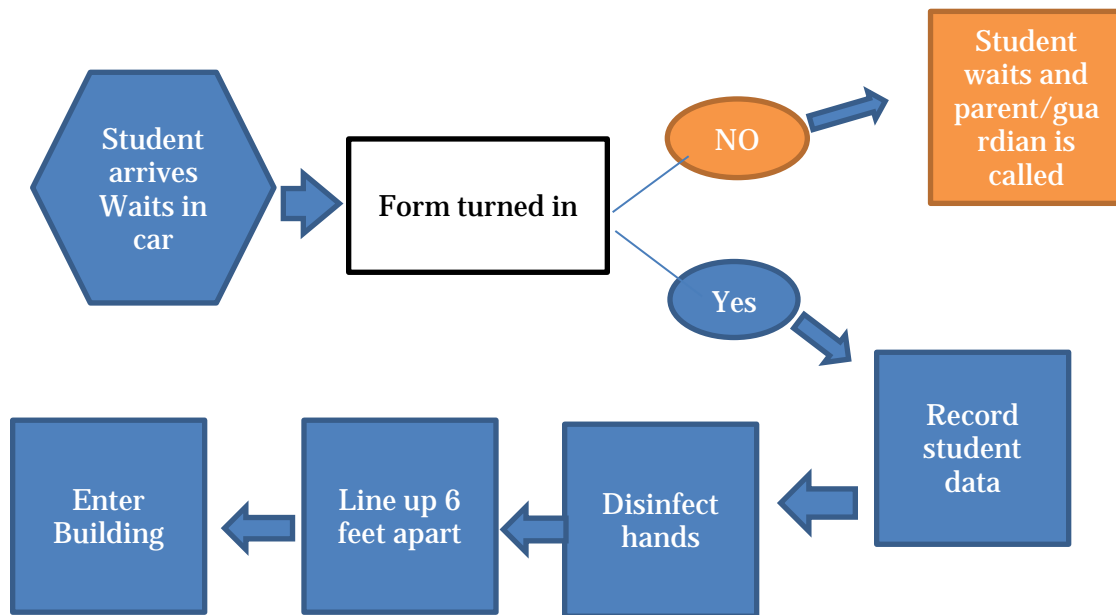 Student
arrives
Waits in
car
Form turned in
NO
Student
waits and
parent/gua
rdian is
called
Yes
Record
student
data
Disinfect
hands
Line up 6
feet apart
Enter
Building